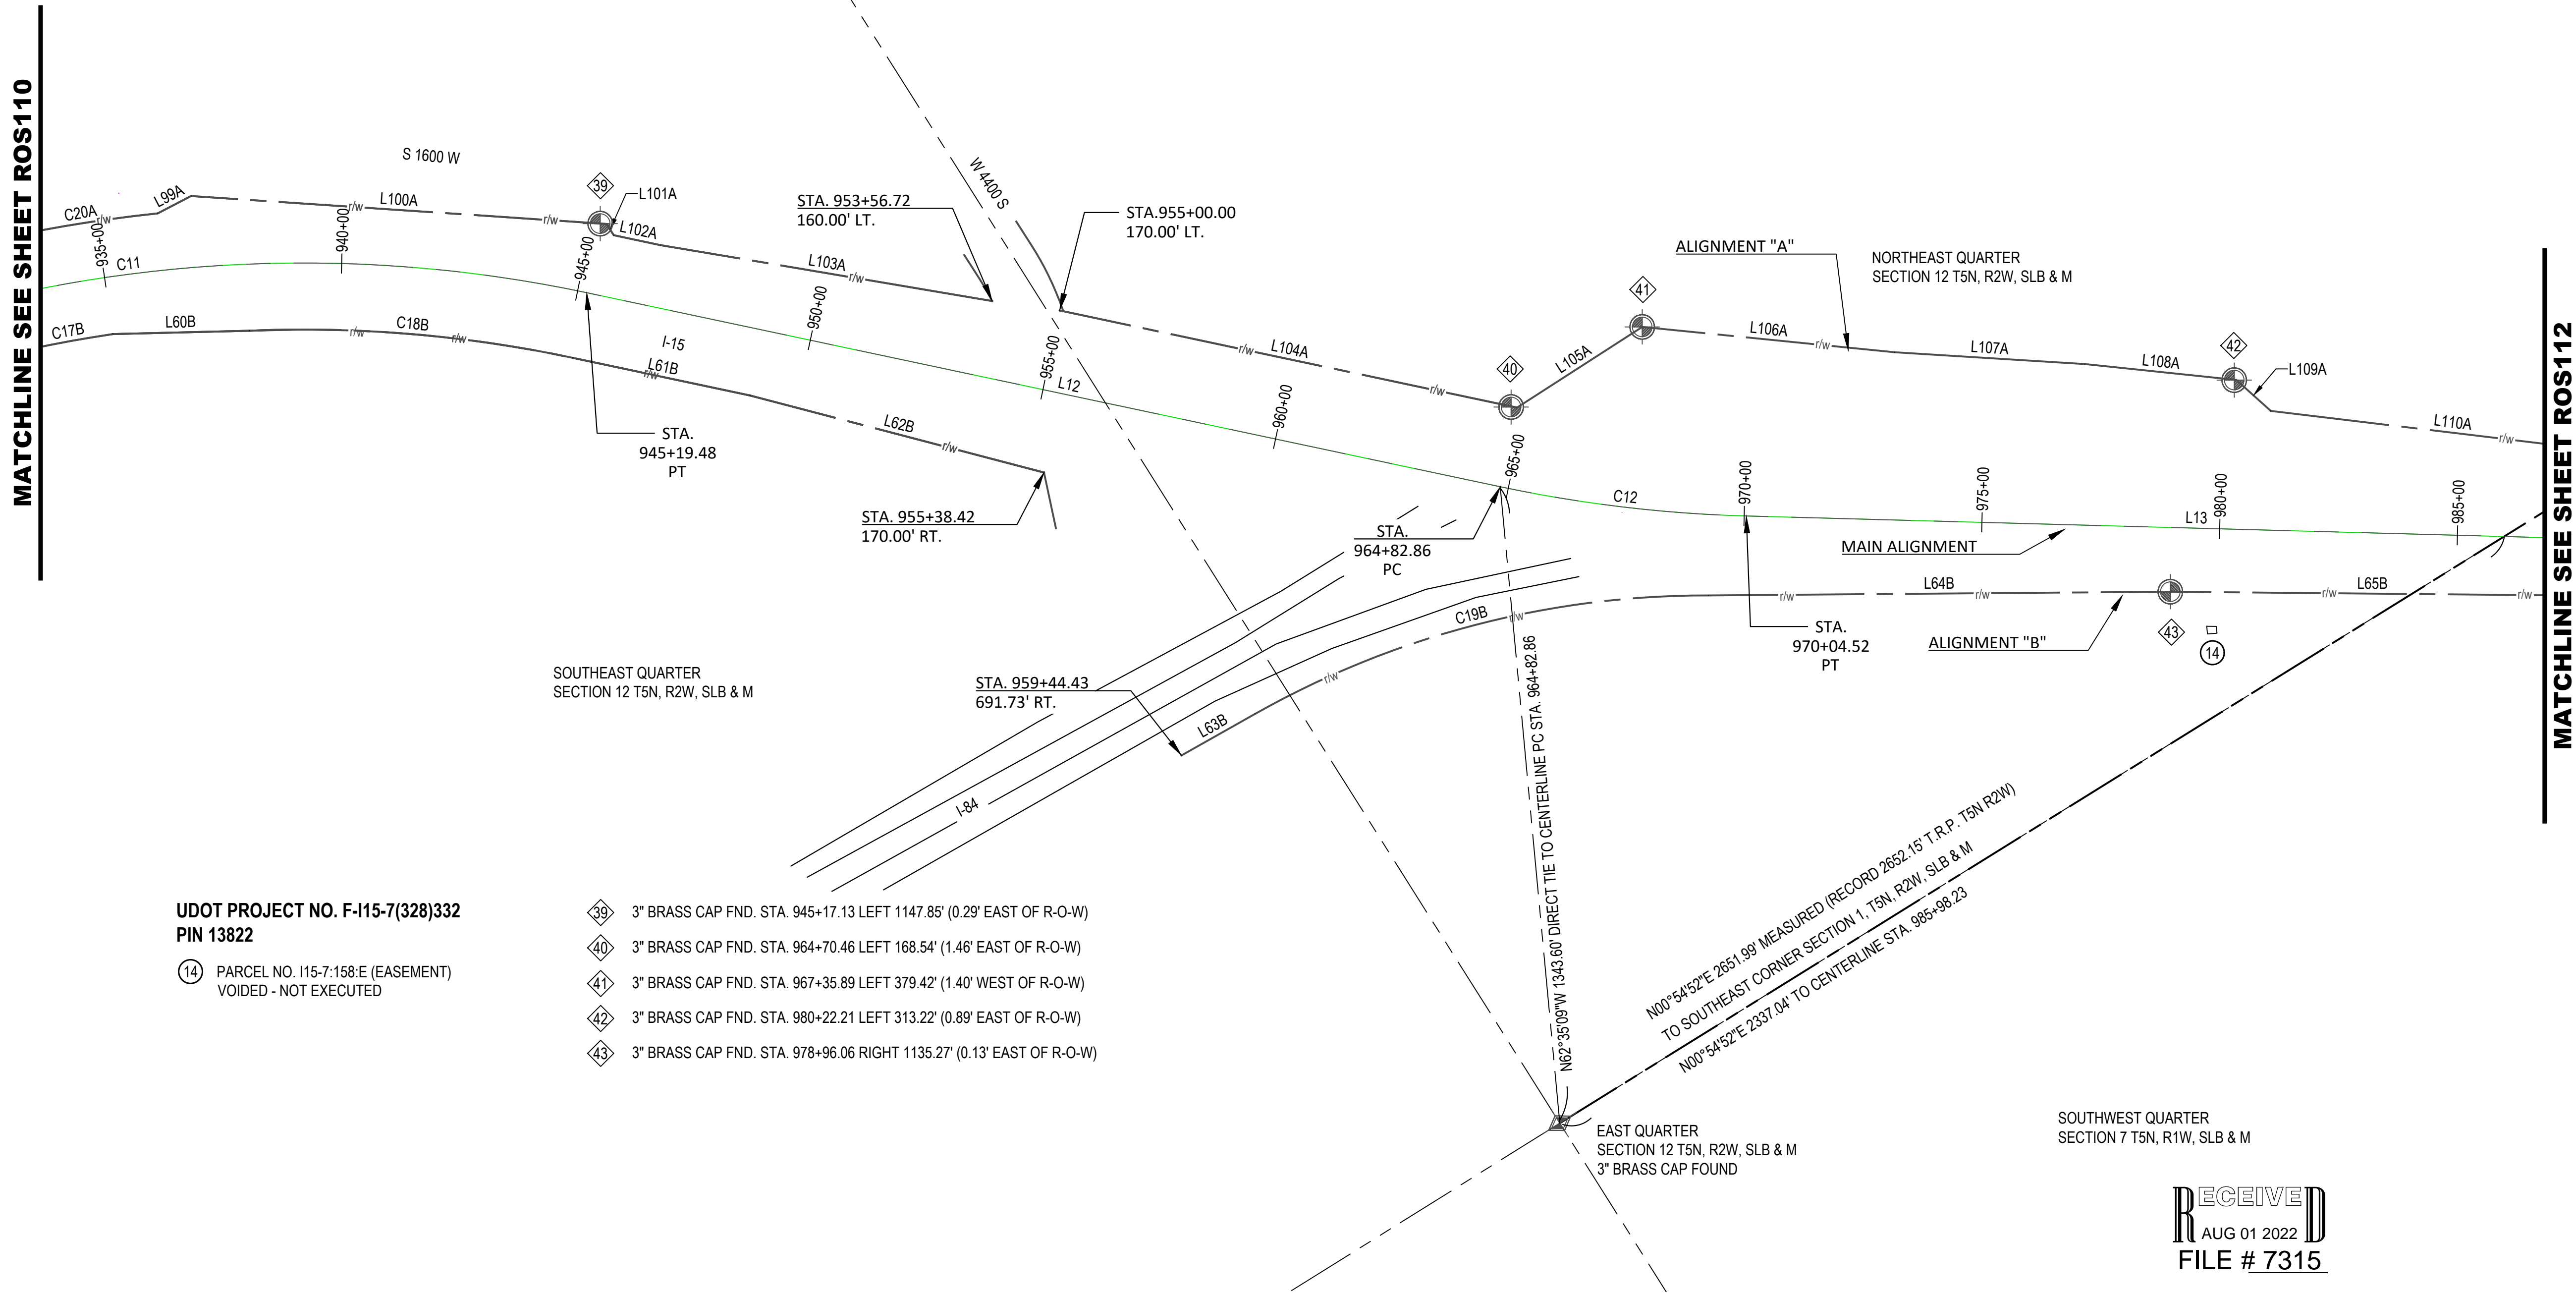 MATCHLINE SEE SHEET ROS110
S 1600 W
C20A
r/w
L99A
L100A
r/w
r/w
39
L101A
L102A
935+00
C11
940+00
945+00
L103A
r/w
STA. 953+56.72
160.00' LT.
W 4400 S
STA.955+00.00
170.00' LT.
C17B
L60B
r/w
C18B
r/w
I-15
L61B
r/w
950+00
955+00
L12
L62B
r/w
STA.
945+19.48
PT
STA. 955+38.42
170.00' RT.
r/w
L104A
r/w
960+00
40
L105A
41
965+00
L106A
r/w
ALIGNMENT "A"
NORTHEAST QUARTER
SECTION 12 T5N, R2W, SLB & M
L107A
L108A
42
L109A
L110A
r/w
MATCHLINE SEE SHEET ROS112
STA.
964+82.86
PC
C12
970+00
975+00
980+00
985+00
L13
MAIN ALIGNMENT
C19B
r/w
r/w
L63B
STA. 959+44.43
691.73' RT.
STA.
970+04.52
PT
r/w
L64B
r/w
ALIGNMENT "B"
43
14
r/w
L65B
r/w
SOUTHEAST QUARTER
SECTION 12 T5N, R2W, SLB & M
I-84
N62°35'09"W 1343.60' DIRECT TIE TO CENTERLINE PC STA. 964+82.86
N00°54'52"E 2651.99' MEASURED (RECORD 2652.15' T.R.P. T5N R2W)
TO SOUTHEAST CORNER SECTION 1, T5N, R2W, SLB & M
N00°54'52"E 2337.04' TO CENTERLINE STA. 985+98.23
UDOT PROJECT NO. F-I15-7(328)332
PIN 13822
14 PARCEL NO. I15-7:158:E (EASEMENT)
VOIDED - NOT EXECUTED
39 3" BRASS CAP FND. STA. 945+17.13 LEFT 1147.85' (0.29' EAST OF R-O-W)
40 3" BRASS CAP FND. STA. 964+70.46 LEFT 168.54' (1.46' EAST OF R-O-W)
41 3" BRASS CAP FND. STA. 967+35.89 LEFT 379.42' (1.40' WEST OF R-O-W)
42 3" BRASS CAP FND. STA. 980+22.21 LEFT 313.22' (0.89' EAST OF R-O-W)
43 3" BRASS CAP FND. STA. 978+96.06 RIGHT 1135.27' (0.13' EAST OF R-O-W)
EAST QUARTER
SECTION 12 T5N, R2W, SLB & M
3" BRASS CAP FOUND
SOUTHWEST QUARTER
SECTION 7 T5N, R1W, SLB & M
RECEIVED
AUG 01 2022
FILE # 7315